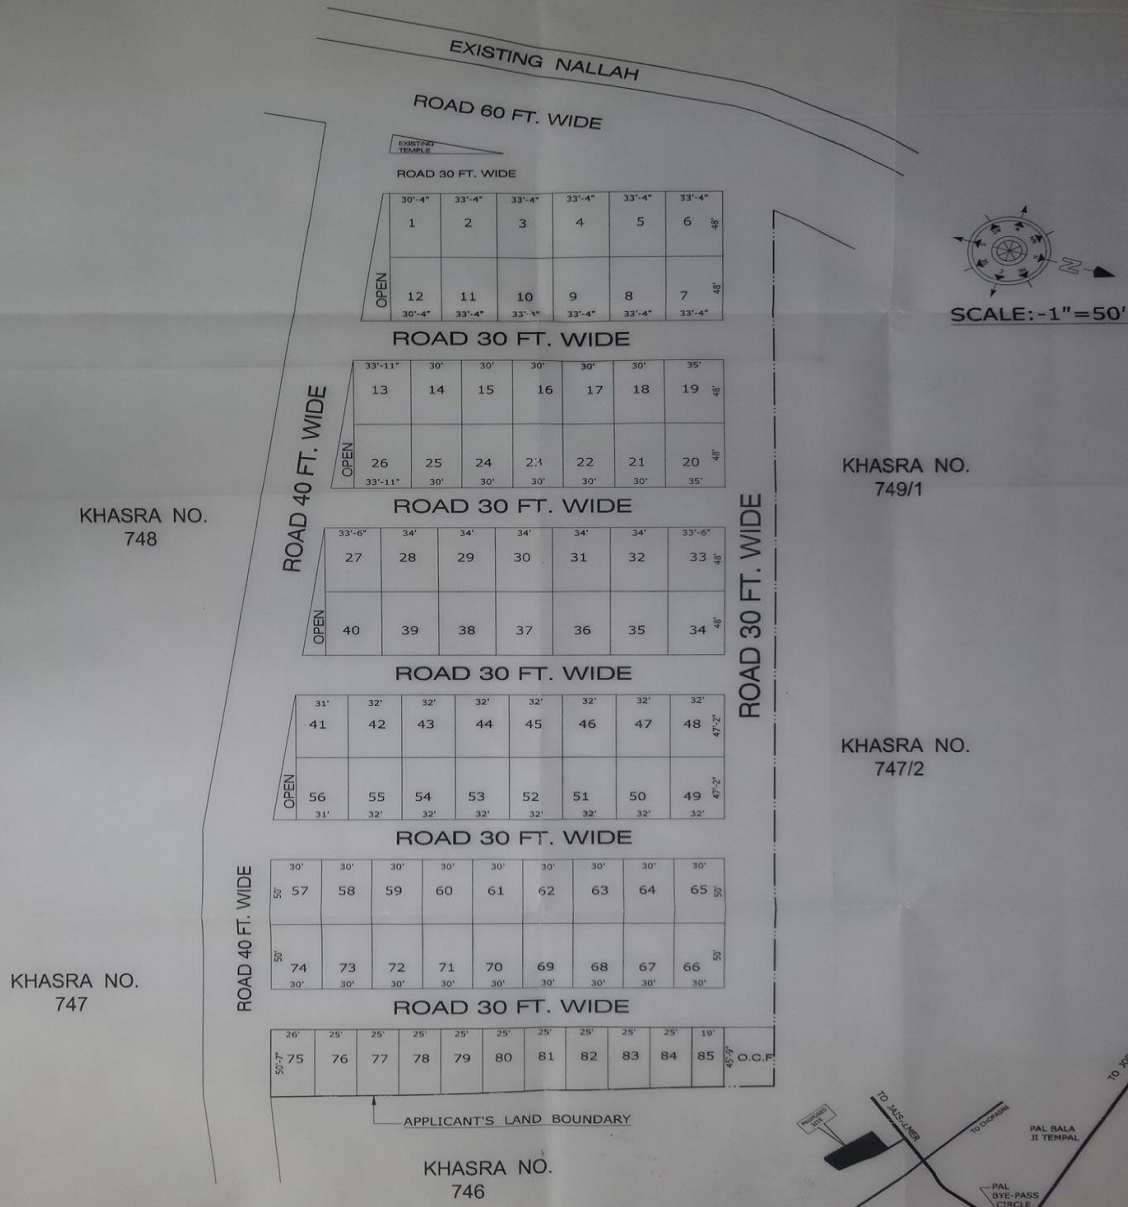 EXISTING NALLAH
ROAD 60 FT. WIDE
EXISTING
TEMPLE
ROAD 30 FT. WIDE
30'-4" 33'-4" 33'-4" 33'-4" 33'-4" 33'-4"
1 2 3 4 5 6 48'
OPEN
12 11 10 9 8 7 48'
30'-4" 33'-4" 33'-4" 33'-4" 33'-4" 33'-4"
N
SCALE:-1"=50'
ROAD 30 FT. WIDE
33'-11" 30' 30' 30' 30' 30' 35'
13 14 15 16 17 18 19 48'
OPEN
26 25 24 23 22 21 20 48'
33'-11" 30' 30' 30' 30' 30' 35'
ROAD 40 FT. WIDE
KHASRA NO.
749/1
KHASRA NO.
748
ROAD 30 FT. WIDE
ROAD 30 FT. WIDE
33'-6" 34' 34' 34' 34' 34' 33'-6"
27 28 29 30 31 32 33 48'
OPEN
40 39 38 37 36 35 34 48'
ROAD 30 FT. WIDE
31' 32' 32' 32' 32' 32' 32' 32'
41 42 43 44 45 46 47 48 47'-2"
KHASRA NO.
747/2
OPEN
56 55 54 53 52 51 50 49 47'-2"
31' 32' 32' 32' 32' 32' 32' 32'
ROAD 30 FT. WIDE
30' 30' 30' 30' 30' 30' 30' 30' 30'
50' 57 58 59 60 61 62 63 64 65 50'
ROAD 40 FT. WIDE
50' 74 73 72 71 70 69 68 67 66 50'
30' 30' 30' 30' 30' 30' 30' 30' 30'
KHASRA NO.
747
ROAD 30 FT. WIDE
26' 25' 25' 25' 25' 25' 25' 25' 25' 25' 19'
50'-7" 75 76 77 78 79 80 81 82 83 84 85 45'-9" O.C.F
APPLICANT'S LAND BOUNDARY
KHASRA NO.
746
PROPOSED
SITE
TO JAISALMER
TO CHOPASNI
PAL BALA
JI TEMPAL
PAL
BYE-PASS
CIRCLE